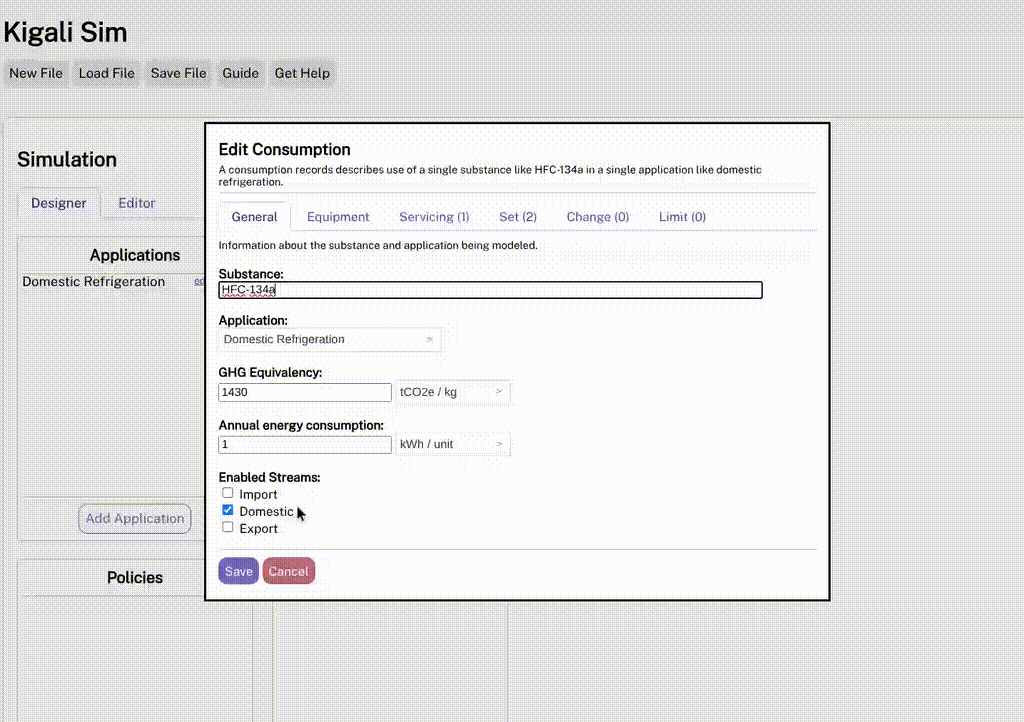 Kigali Sim
New File Load File Save File Guide Get Help
Simulation
Designer Editor
Applications
Domestic Refrigeration
Add Application
Policies
Edit Consumption
A consumption records describes use of a single substance like HFC-134a in a single application like domestic
refrigeration.
General Equipment Servicing (1) Set (2) Change (0) Limit (0)
Information about the substance and application being modeled.
Substance:
HFC-134a
Application:
Domestic Refrigeration
GHG Equivalency:
1430 tCO2e / kg
Annual energy consumption:
1 kWh / unit
Enabled Streams:
Import
Domestic
Export
Save Cancel